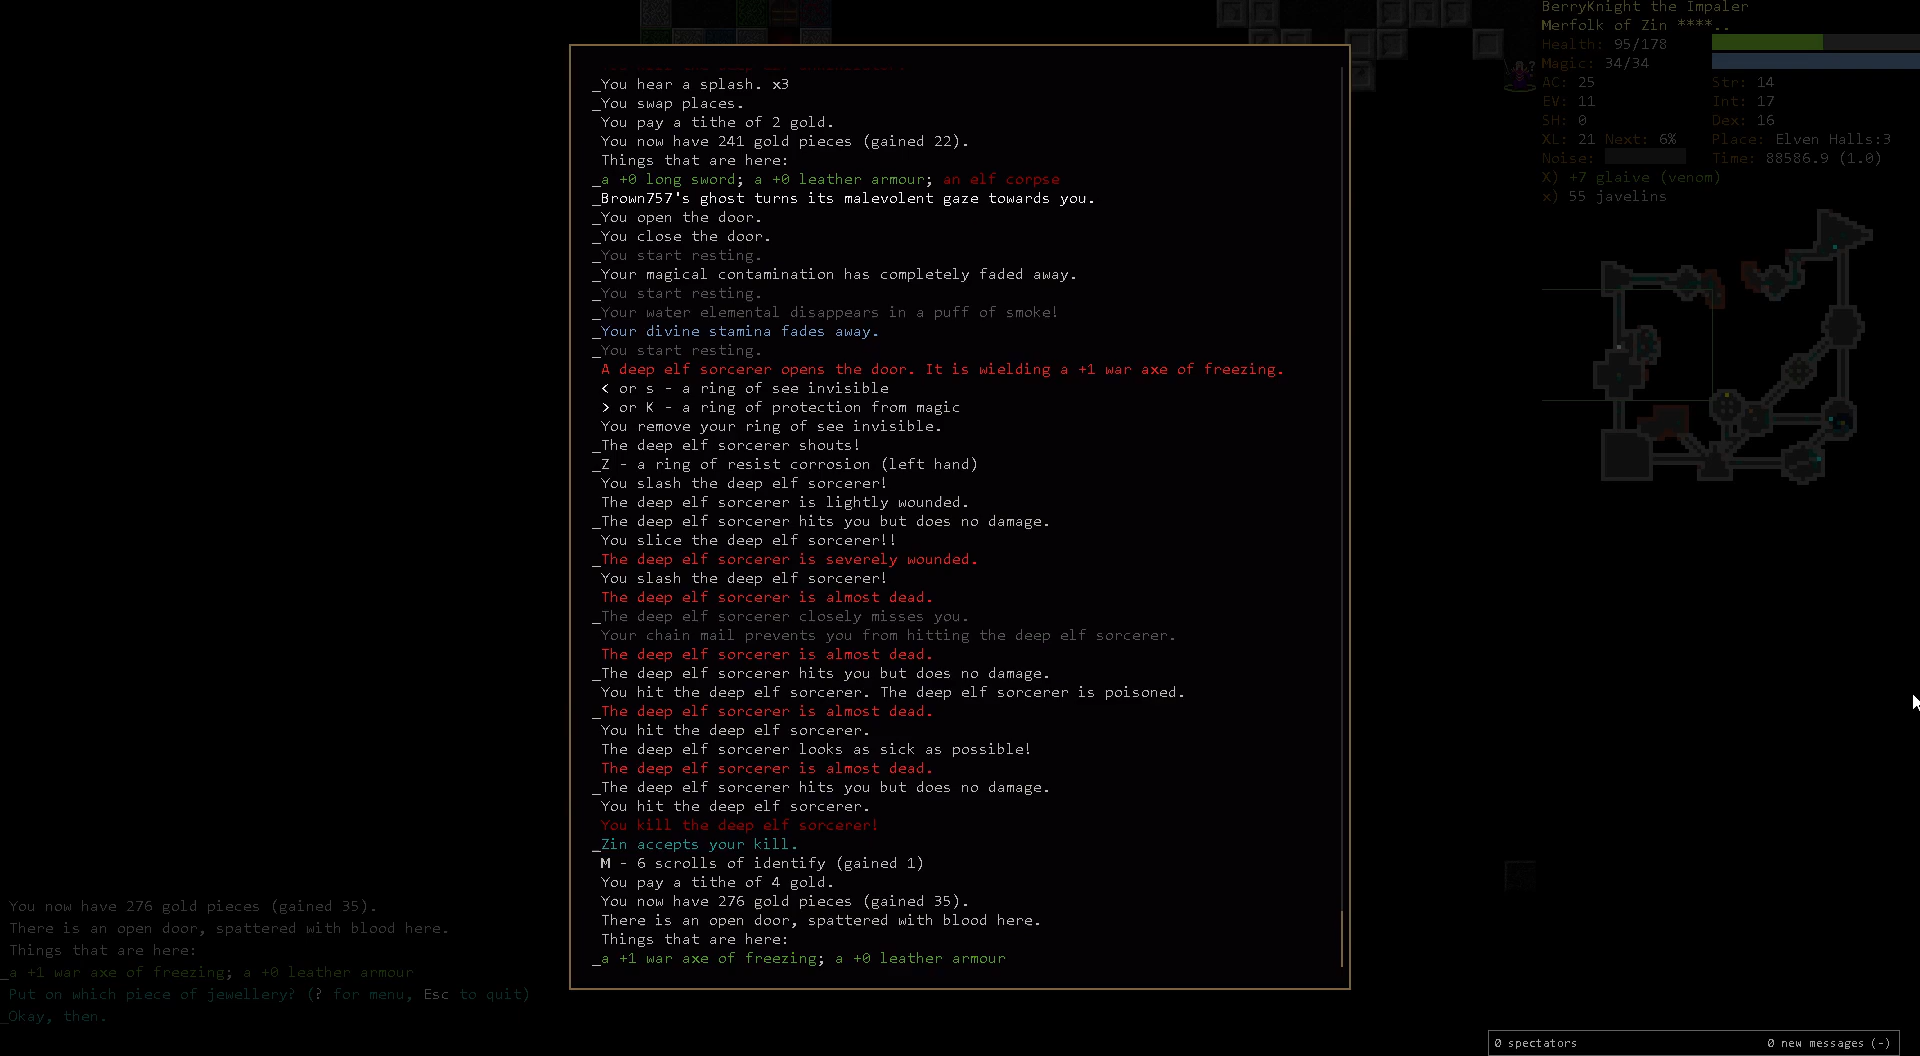 _You hear a splash. x3
_You swap places.
You pay a tithe of 2 gold.
You now have 241 gold pieces (gained 22).
Things that are here:
_a +0 long sword; a +0 leather armour; an elf corpse
_Brown757's ghost turns its malevolent gaze towards you.
_You open the door.
_You close the door.
_You start resting.
_Your magical contamination has completely faded away.
_You start resting.
_Your water elemental disappears in a puff of smoke!
_Your divine stamina fades away.
_You start resting.
A deep elf sorcerer opens the door. It is wielding a +1 war axe of freezing.
< or s - a ring of see invisible
> or K - a ring of protection from magic
You remove your ring of see invisible.
_The deep elf sorcerer shouts!
_Z - a ring of resist corrosion (left hand)
You slash the deep elf sorcerer!
The deep elf sorcerer is lightly wounded.
_The deep elf sorcerer hits you but does no damage.
You slice the deep elf sorcerer!!
_The deep elf sorcerer is severely wounded.
You slash the deep elf sorcerer!
The deep elf sorcerer is almost dead.
_The deep elf sorcerer closely misses you.
Your chain mail prevents you from hitting the deep elf sorcerer.
The deep elf sorcerer is almost dead.
_The deep elf sorcerer hits you but does no damage.
You hit the deep elf sorcerer. The deep elf sorcerer is poisoned.
_The deep elf sorcerer is almost dead.
You hit the deep elf sorcerer.
The deep elf sorcerer looks as sick as possible!
The deep elf sorcerer is almost dead.
_The deep elf sorcerer hits you but does no damage.
You hit the deep elf sorcerer.
You kill the deep elf sorcerer!
_Zin accepts your kill.
M - 6 scrolls of identify (gained 1)
You pay a tithe of 4 gold.
You now have 276 gold pieces (gained 35).
There is an open door, spattered with blood here.
Things that are here:
_a +1 war axe of freezing; a +0 leather armour
BerryKnight the Impaler
Merfolk of Zin ****..
Health: 95/178
Magic: 34/34
AC: 25 Str: 14
EV: 11 Int: 17
SH: 0 Dex: 16
XL: 21 Next: 6% Place: Elven Halls:3
Noise: Time: 88586.9 (1.0)
X) +7 glaive (venom)
x) 55 javelins
You now have 276 gold pieces (gained 35).
There is an open door, spattered with blood here.
Things that are here:
_a +1 war axe of freezing; a +0 leather armour
Put on which piece of jewellery? (? for menu, Esc to quit)
_Okay, then.
0 spectators 0 new messages (-)